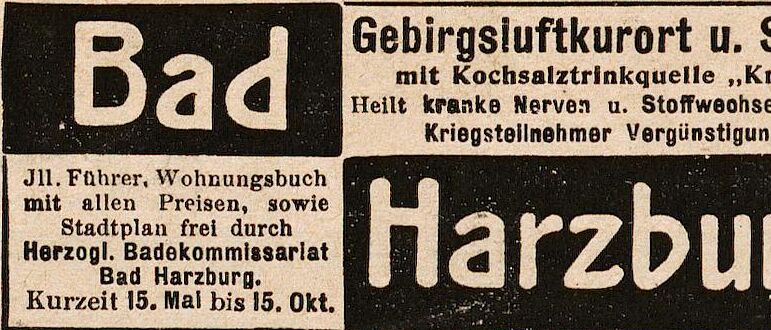 Bad
Gebirgsluftkurort u.
mit Kochsalztrinkquelle
Heilt kranke Nerven u.
Kriegsteilnehmer
Jll. Führer, Wohnungsbuch
mit allen Preisen, sowie
Stadtplan frei durch
Herzogl. Badekommissariat
Bad Harzburg.
Kurzeit 15. Mai bis 15. Okt.
Harzbu